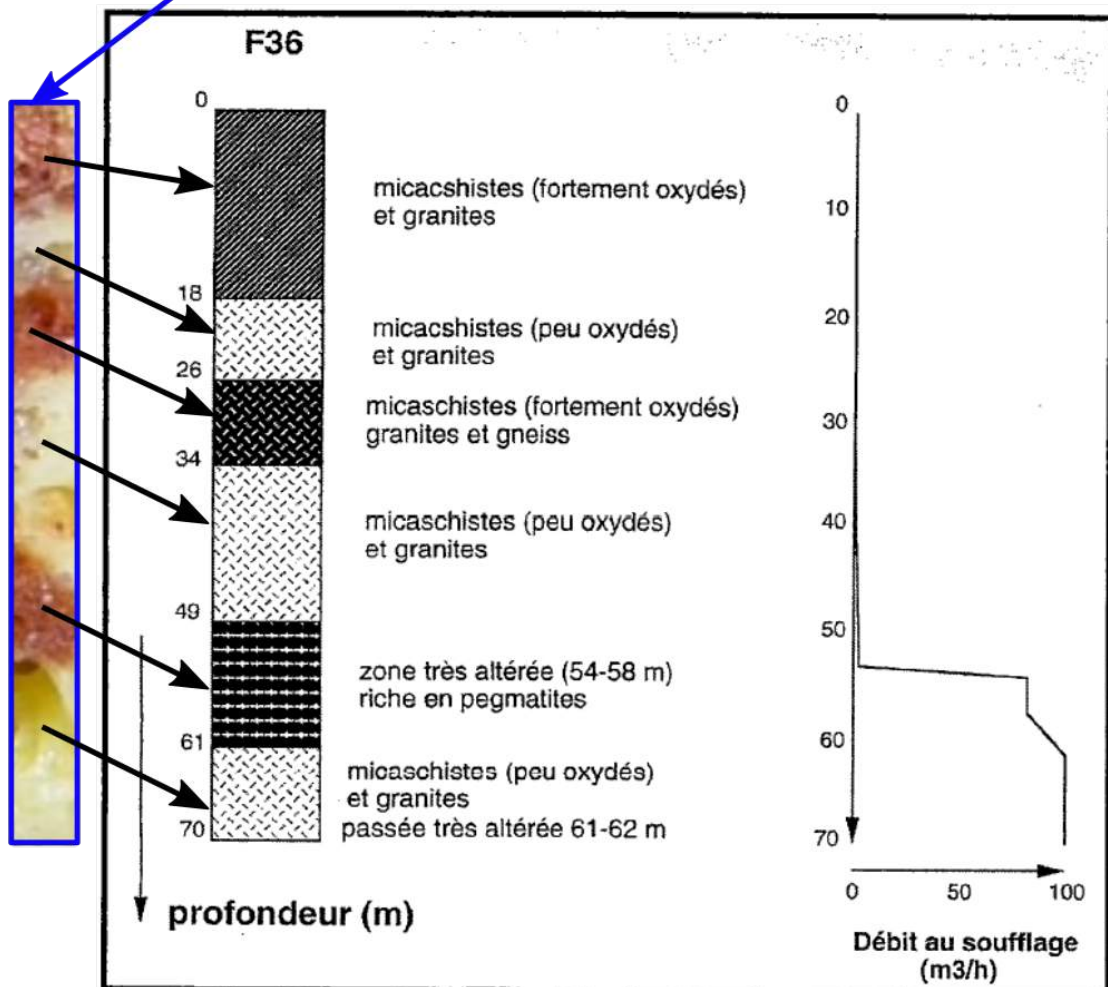 F36
0
micacshistes (fortement oxydés)
et granites
18
micacshistes (peu oxydés)
et granites
26
micaschistes (fortement oxydés)
granites et gneiss
34
micaschistes (peu oxydés)
et granites
49
zone très altérée (54-58 m)
riche en pegmatites
61
micaschistes (peu oxydés)
et granites
70 passée très altérée 61-62 m
profondeur (m)
0
10
20
30
40
50
60
70
0 50 100
Débit au soufflage
(m3/h)